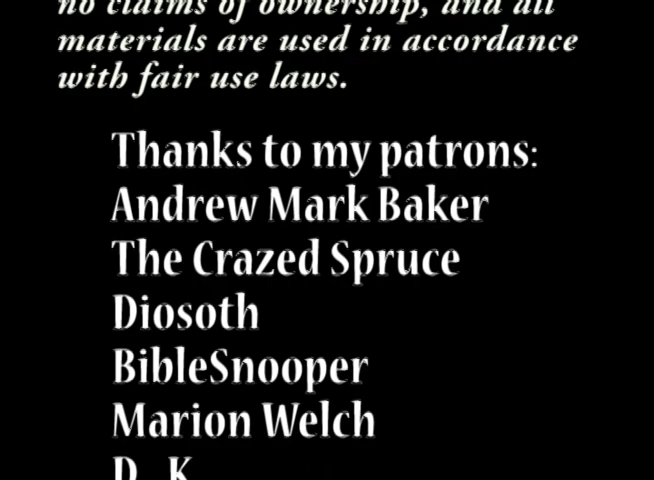 no claims of ownership, and all
materials are used in accordance
with fair use laws.
Thanks to my patrons:
Andrew Mark Baker
The Crazed Spruce
Diosoth
BibleSnooper
Marion Welch